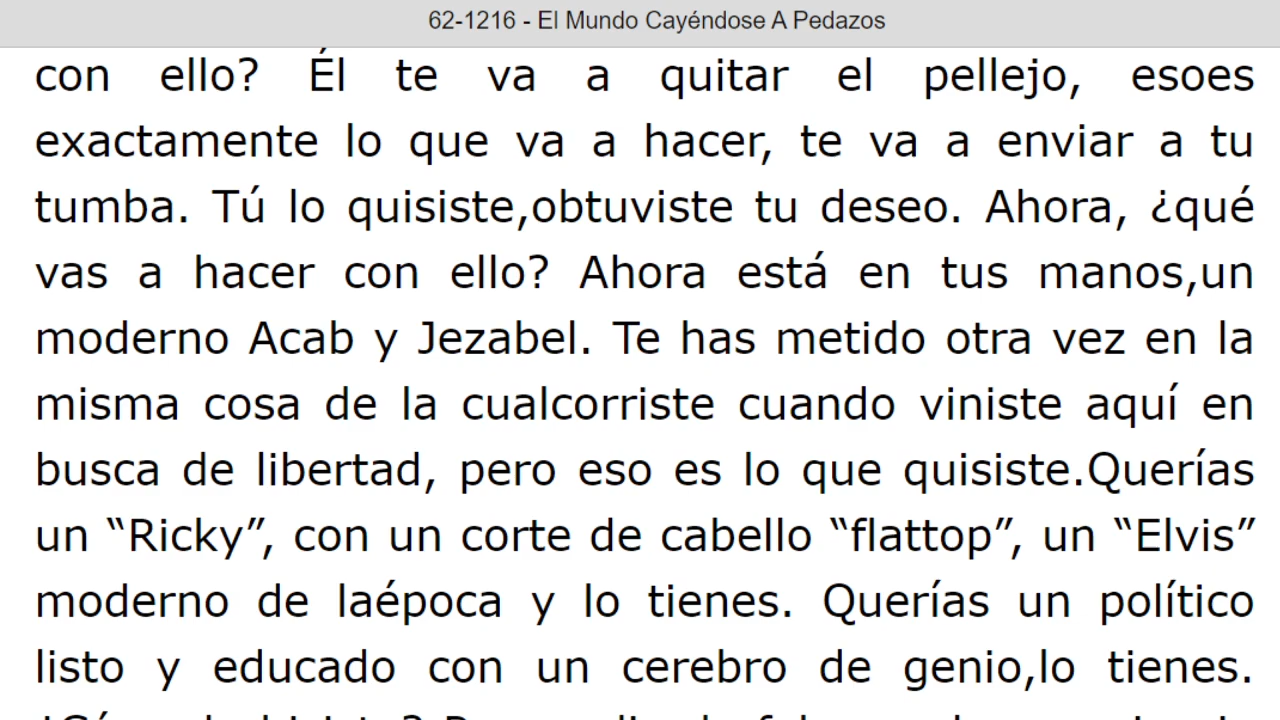 62-1216 - El Mundo Cayéndose A Pedazos
con ello? Él te va a quitar el pellejo, esoes
exactamente lo que va a hacer, te va a enviar a tu
tumba. Tú lo quisiste,obtuviste tu deseo. Ahora, ¿qué
vas a hacer con ello? Ahora está en tus manos,un
moderno Acab y Jezabel. Te has metido otra vez en la
misma cosa de la cualcorriste cuando viniste aquí en
busca de libertad, pero eso es lo que quisiste.Querías
un “Ricky”, con un corte de cabello “flattop”, un “Elvis”
moderno de laépoca y lo tienes. Querías un político
listo y educado con un cerebro de genio,lo tienes.